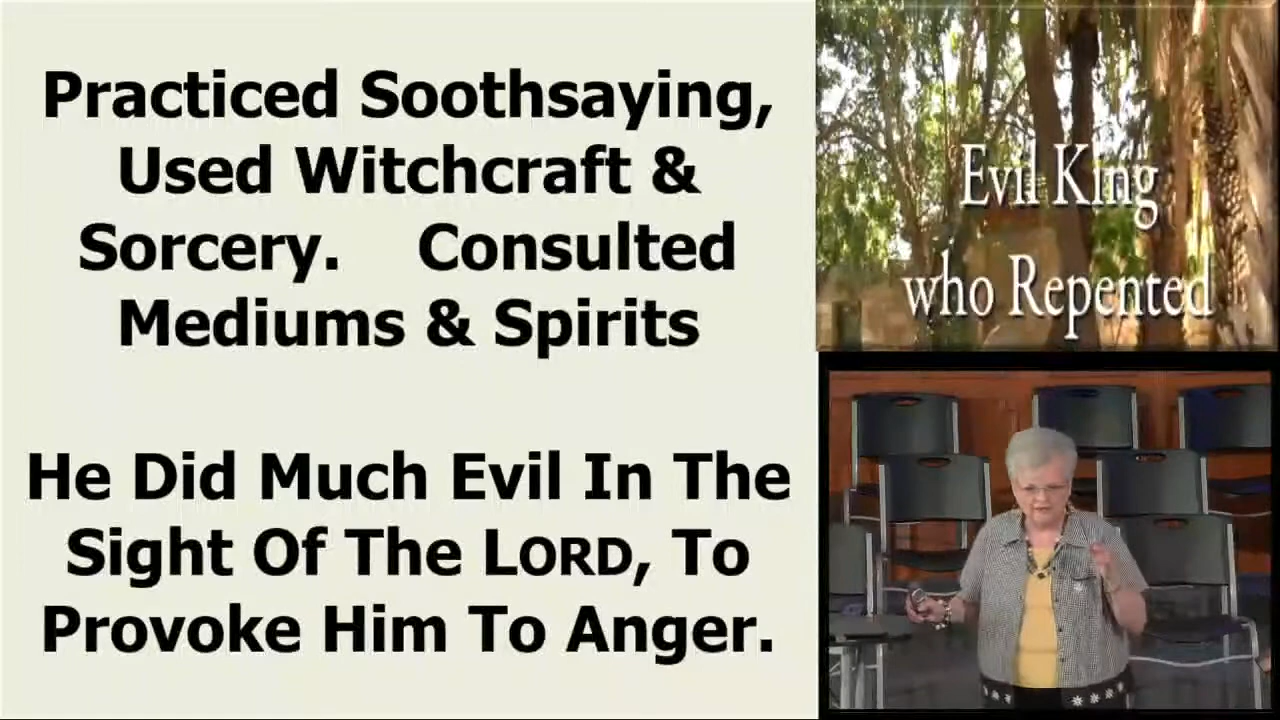 Practiced Soothsaying,
Used Witchcraft &
Sorcery. Consulted
Mediums & Spirits
He Did Much Evil In The
Sight Of The LORD, To
Provoke Him To Anger.
Evil King
who Repented